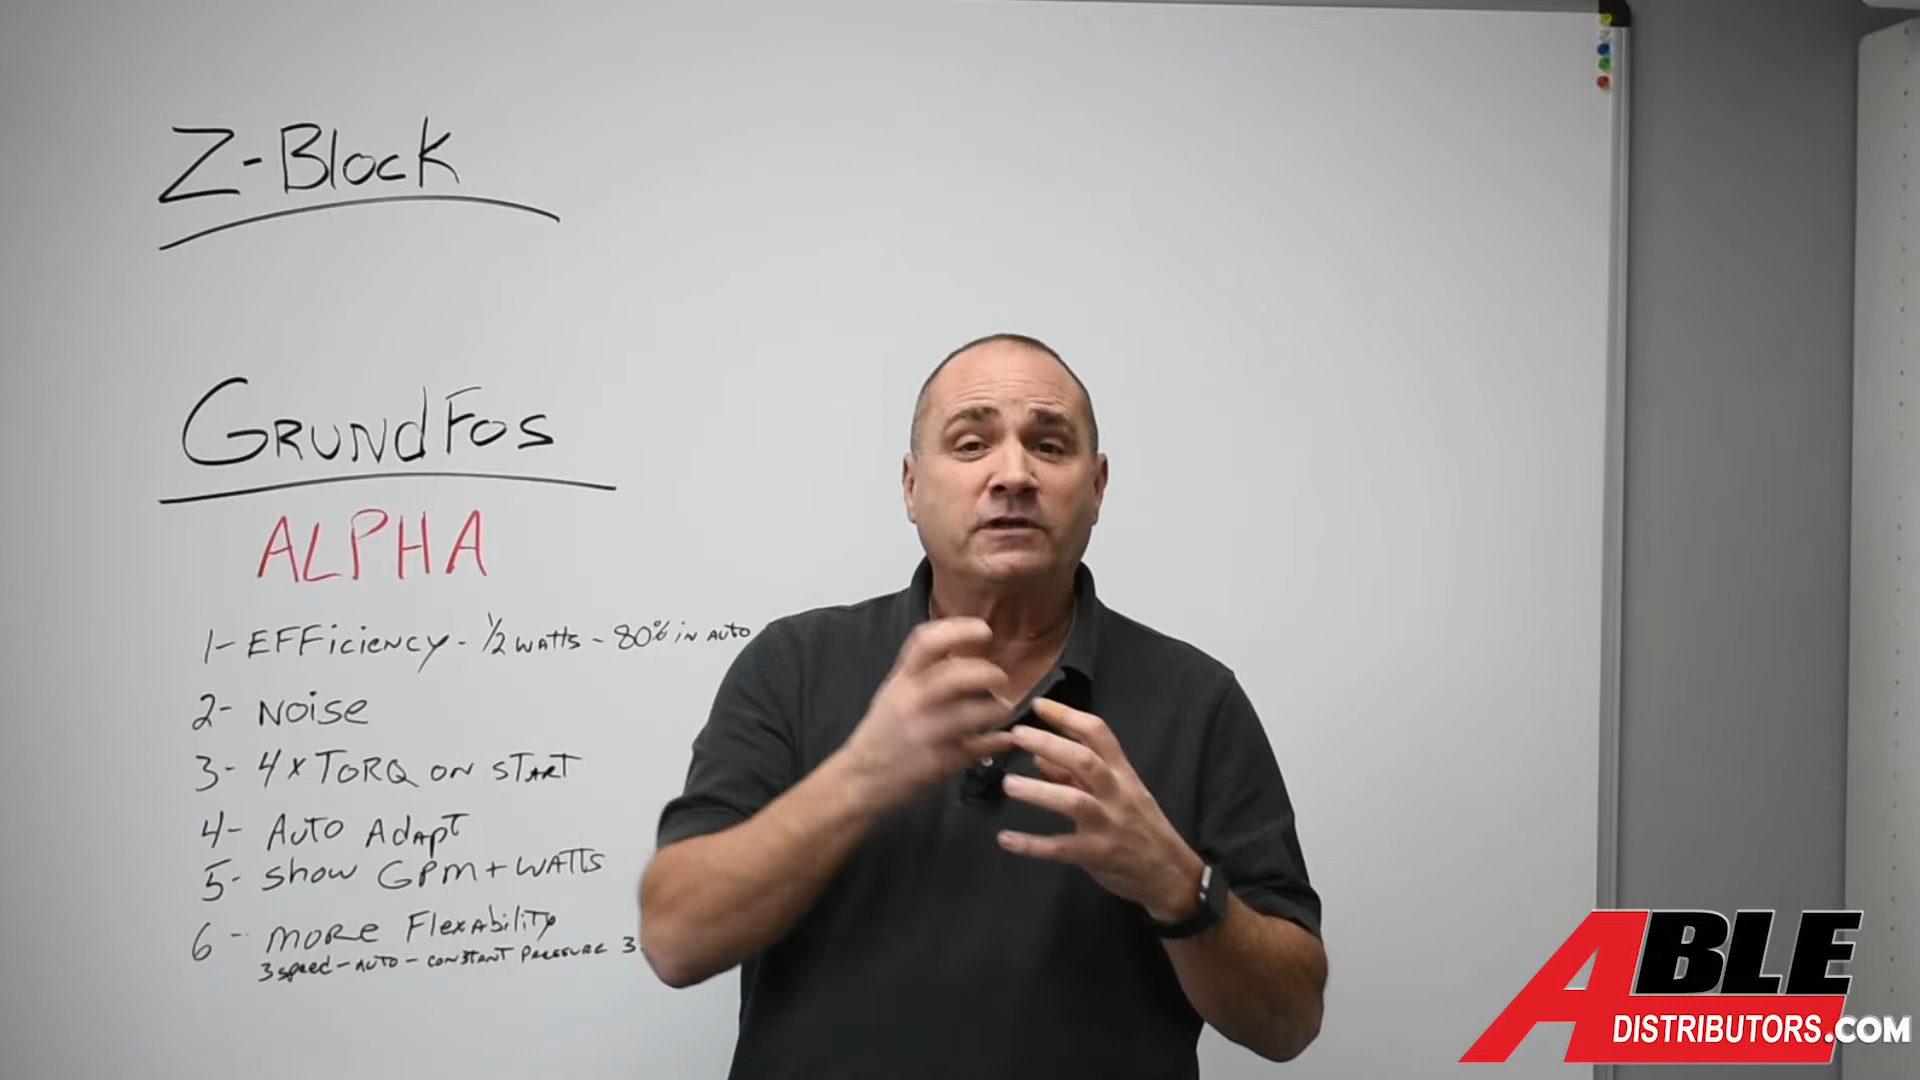 Z-Block
GRUNdFos
ALPHA
1- EFFiciency - 1/2 watts - 80% in AUTO
2- NoiSe
3- 4x TORQ ON START
4- AuTO AdapT
5- Show GPM + WATTS
6 - MORE FlexAbiliTy
3 speed - AUTO - CONSTANT PRESSURE 3
ABLE
DISTRIBUTORS.COM